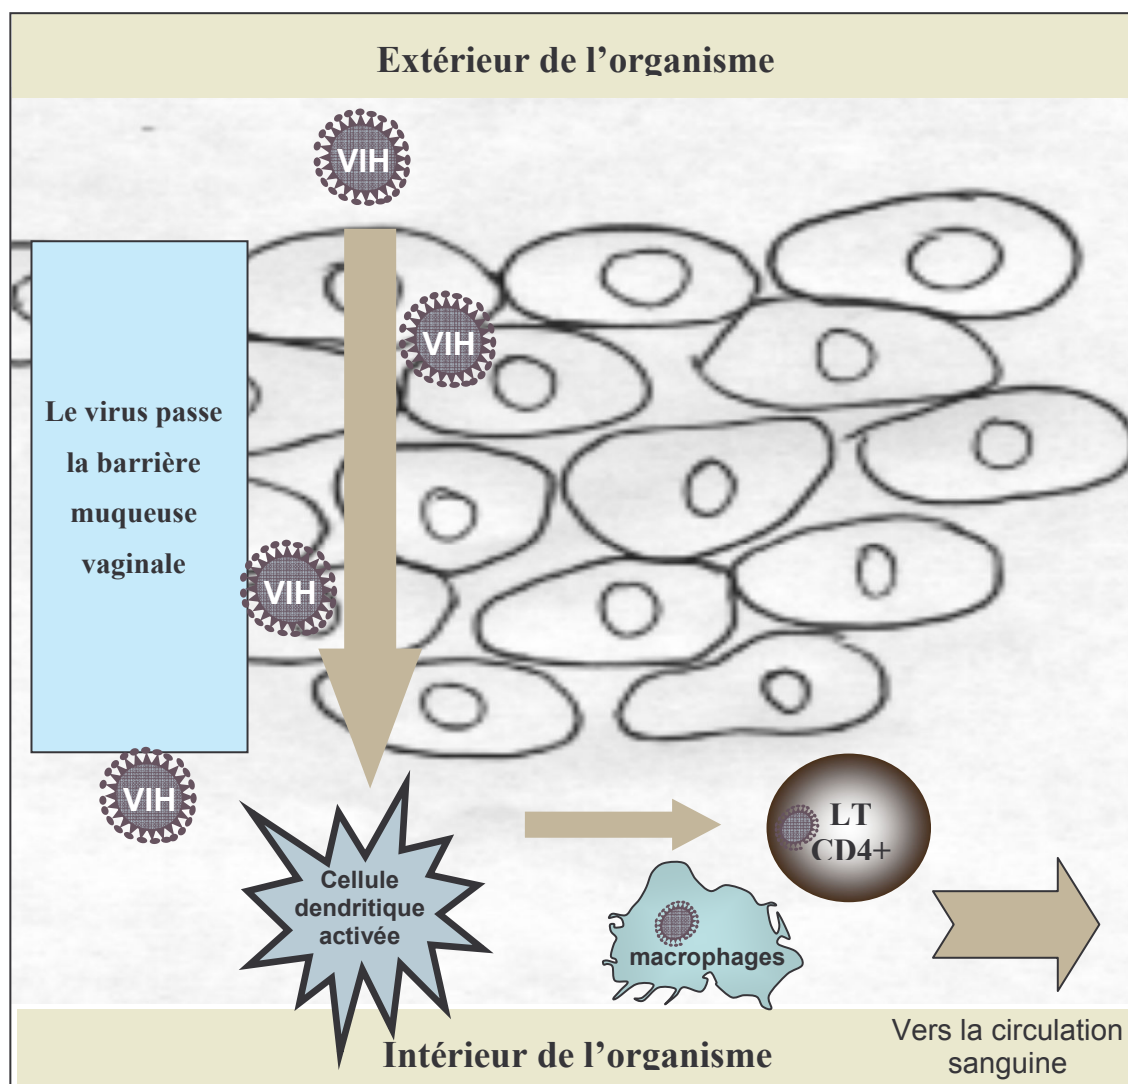 Extérieur de l’organisme
VIH
VIH
Le virus passe
la barrière
muqueuse
vaginale
VIH
VIH
Cellule
dendritique
activée
LT
CD4+
macrophages
Intérieur de l’organisme
Vers la circulation
sanguine